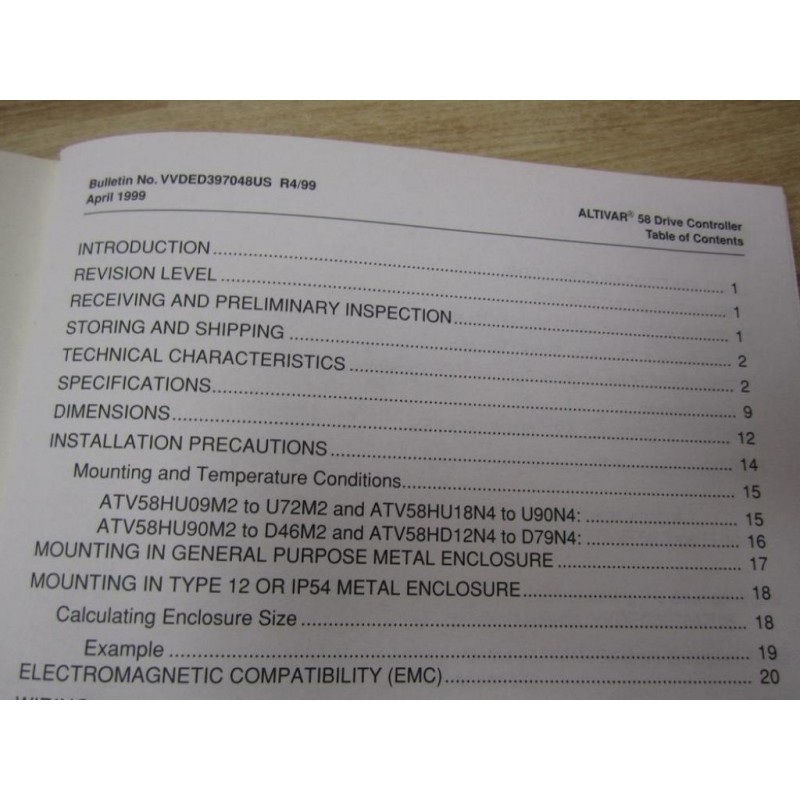 Bulletin No. VVDED397048US R4/99
April 1999
ALTIVAR® 58 Drive Controller
Table of Contents
INTRODUCTION ........ 1
REVISION LEVEL ........ 1
RECEIVING AND PRELIMINARY INSPECTION ........ 1
STORING AND SHIPPING ........ 2
TECHNICAL CHARACTERISTICS ........ 2
SPECIFICATIONS ........ 9
DIMENSIONS ........ 12
INSTALLATION PRECAUTIONS ........ 14
Mounting and Temperature Conditions ........ 15
ATV58HU09M2 to U72M2 and ATV58HU18N4 to U90N4: ........ 15
ATV58HU90M2 to D46M2 and ATV58HD12N4 to D79N4: ........ 16
MOUNTING IN GENERAL PURPOSE METAL ENCLOSURE ........ 17
MOUNTING IN TYPE 12 OR IP54 METAL ENCLOSURE ........ 18
Calculating Enclosure Size ........ 18
Example ........ 19
ELECTROMAGNETIC COMPATIBILITY (EMC) ........ 20